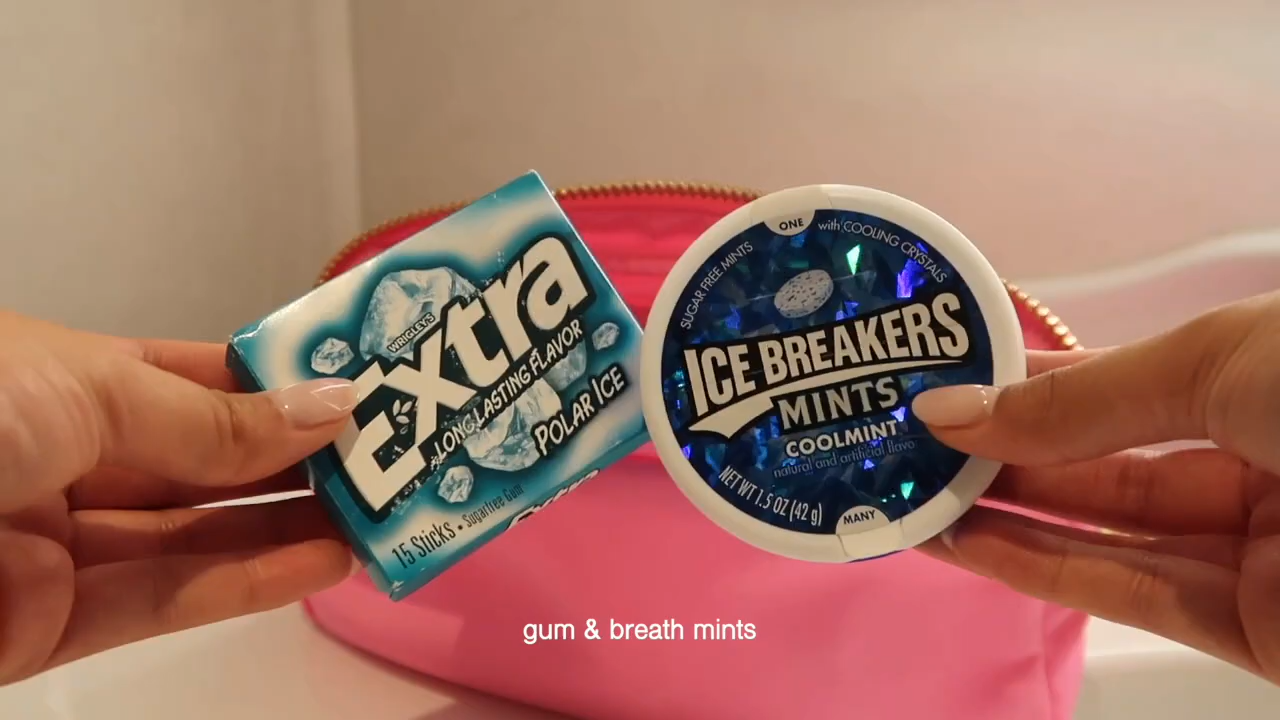 WRIGLEY'S
Extra
LONG LASTING FLAVOR
POLAR ICE
15 Sticks • Sugarfree Gum
ONE
SUGAR FREE MINTS
with COOLING CRYSTALS
ICE BREAKERS
MINTS
COOLMINT
natural and artificial flavo
NET WT 1.5 OZ (42 g)
MANY
gum & breath mints